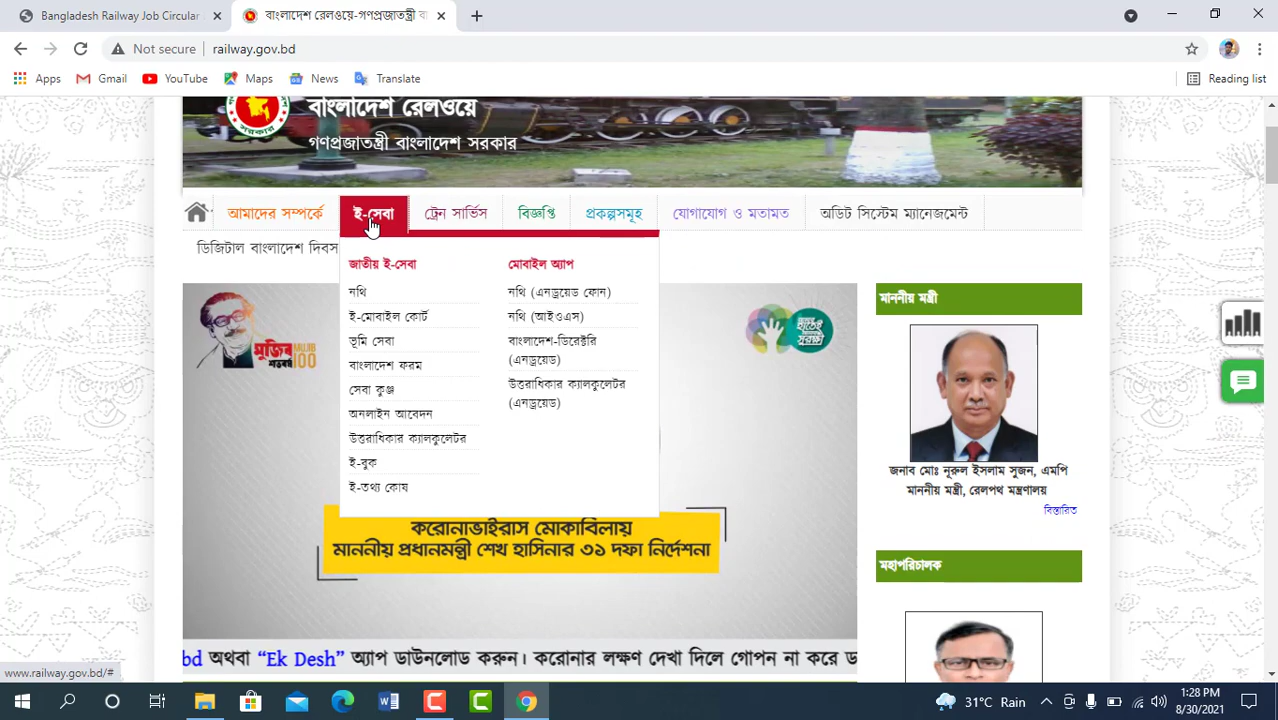 Bangladesh Railway Job Circular
বাংলাদেশ রেলওয়ে-গণপ্রজাতন্ত্রী বা
Not secure
railway.gov.bd
Apps
Gmail
YouTube
Maps
News
Translate
Reading list
বাংলাদেশ রেলওয়ে
গণপ্রজাতন্ত্রী বাংলাদেশ সরকার
আমাদের সম্পর্কে
ই-সেবা
ট্রেন সার্ভিস
বিজ্ঞপ্তি
প্রকল্পসমূহ
যোগাযোগ ও মতামত
অডিট সিস্টেম ম্যানেজমেন্ট
ডিজিটাল বাংলাদেশ দিবস
জাতীয় ই-সেবা
নথি
ই-মোবাইল কোর্ট
ভূমি সেবা
বাংলাদেশ ফরম
সেবা কুঞ্জ
অনলাইন আবেদন
উত্তরাধিকার ক্যালকুলেটর
ই-বুক
ই-তথ্য কোষ
মোবাইল অ্যাপ
নথি (এনড্রয়েড ফোন)
নথি (আইওএস)
বাংলাদেশ-ডিরেক্টরি
(এনড্রয়েড)
উত্তরাধিকার ক্যালকুলেটর
(এনড্রয়েড)
মুজিব
MUJIB
100
করোনাভাইরাস মোকাবিলায়
মাননীয় প্রধানমন্ত্রী শেখ হাসিনার ৩১ দফা নির্দেশনা
bd অথবা “Ek Desh” অ্যাপ ডাউনলোড করুন। করোনার লক্ষণ দেখা দিলে গোপন না করে ড
মাননীয় মন্ত্রী
জনাব মোঃ নূরুল ইসলাম সুজন, এমপি
মাননীয় মন্ত্রী, রেলপথ মন্ত্রণালয়
বিস্তারিত
মহাপরিচালক
www.railway.gov.bd/#
31°C Rain
1:28 PM
8/30/2021